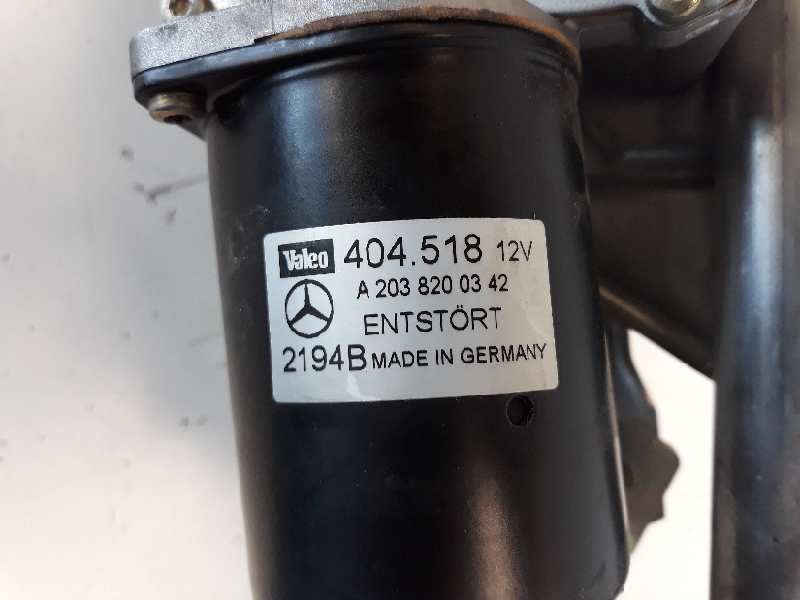 Valeo 404.518 12V
A 203 820 03 42
ENTSTÖRT
2194B MADE IN GERMANY